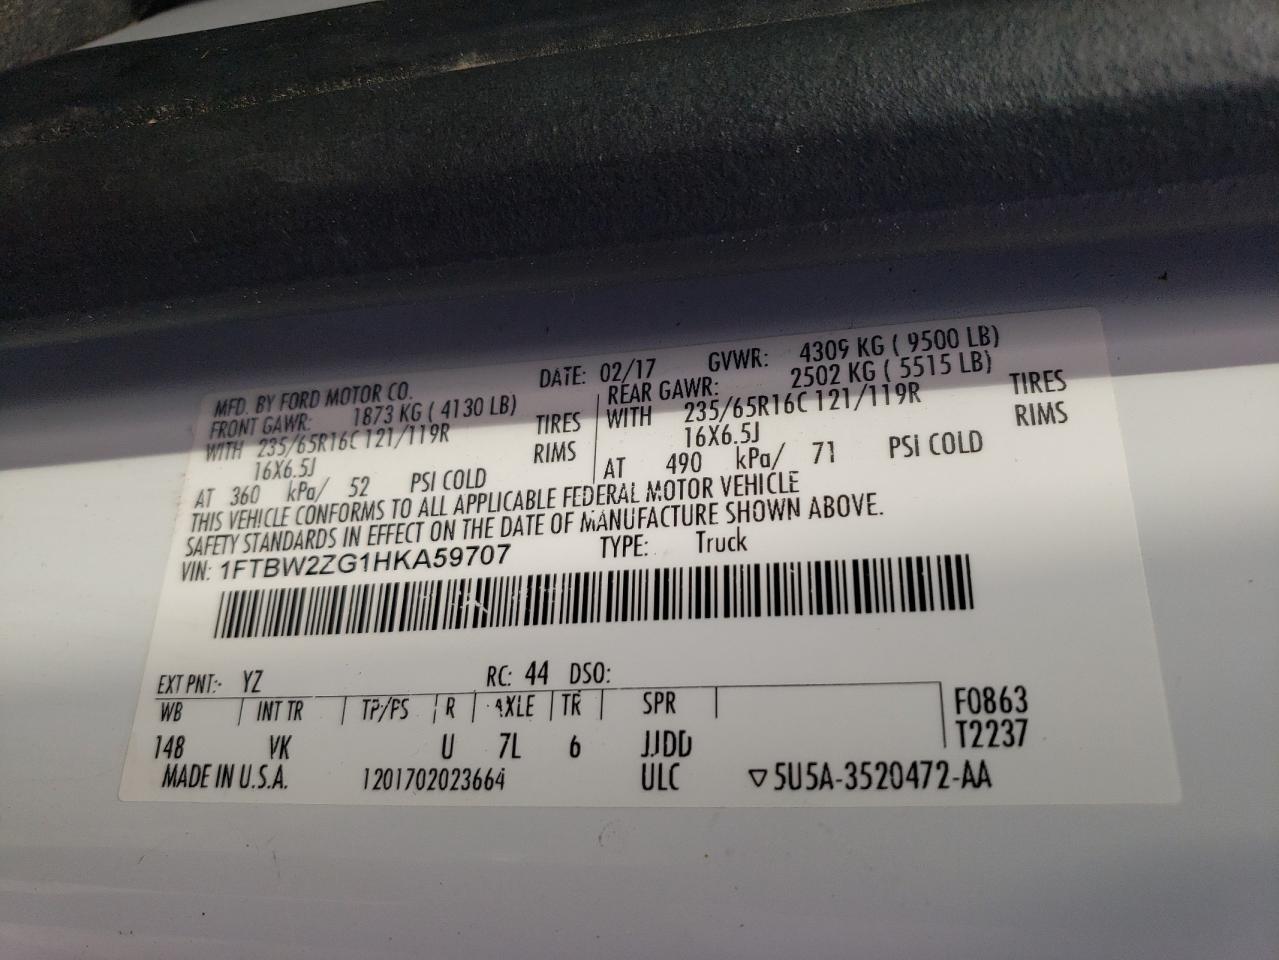 MFD. BY FORD MOTOR CO.
DATE: 02/17 GVWR: 4309 KG ( 9500 LB)
FRONT GAWR: 1873 KG ( 4130 LB)
WITH 235/65R16C 121/119R TIRES
16X6.5J RIMS
AT 360 kPa/ 52 PSI COLD
REAR GAWR: 2502 KG ( 5515 LB)
WITH 235/65R16C 121/119R TIRES
16X6.5J RIMS
AT 490 kPa/ 71 PSI COLD
THIS VEHICLE CONFORMS TO ALL APPLICABLE FEDERAL MOTOR VEHICLE
SAFETY STANDARDS IN EFFECT ON THE DATE OF MANUFACTURE SHOWN ABOVE.
VIN: 1FTBW2ZG1HKA59707 TYPE: Truck
EXT PNT: YZ RC: 44 DSO:
WB INT TR TP/PS R AXLE TR SPR F0863
148 VK U 7L 6 JJDD T2237
MADE IN U.S.A. 1201702023664 ULC ▽5U5A-3520472-AA